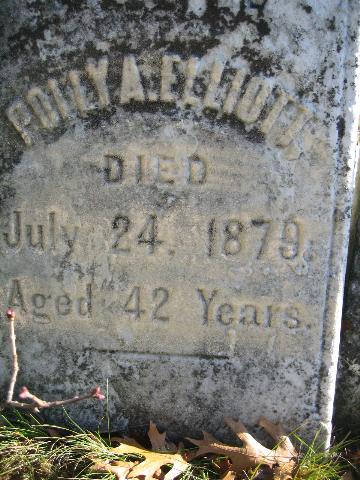 POLLY A. ELLIOTT,
DIED
July 24, 1879,
Aged 42 Years.